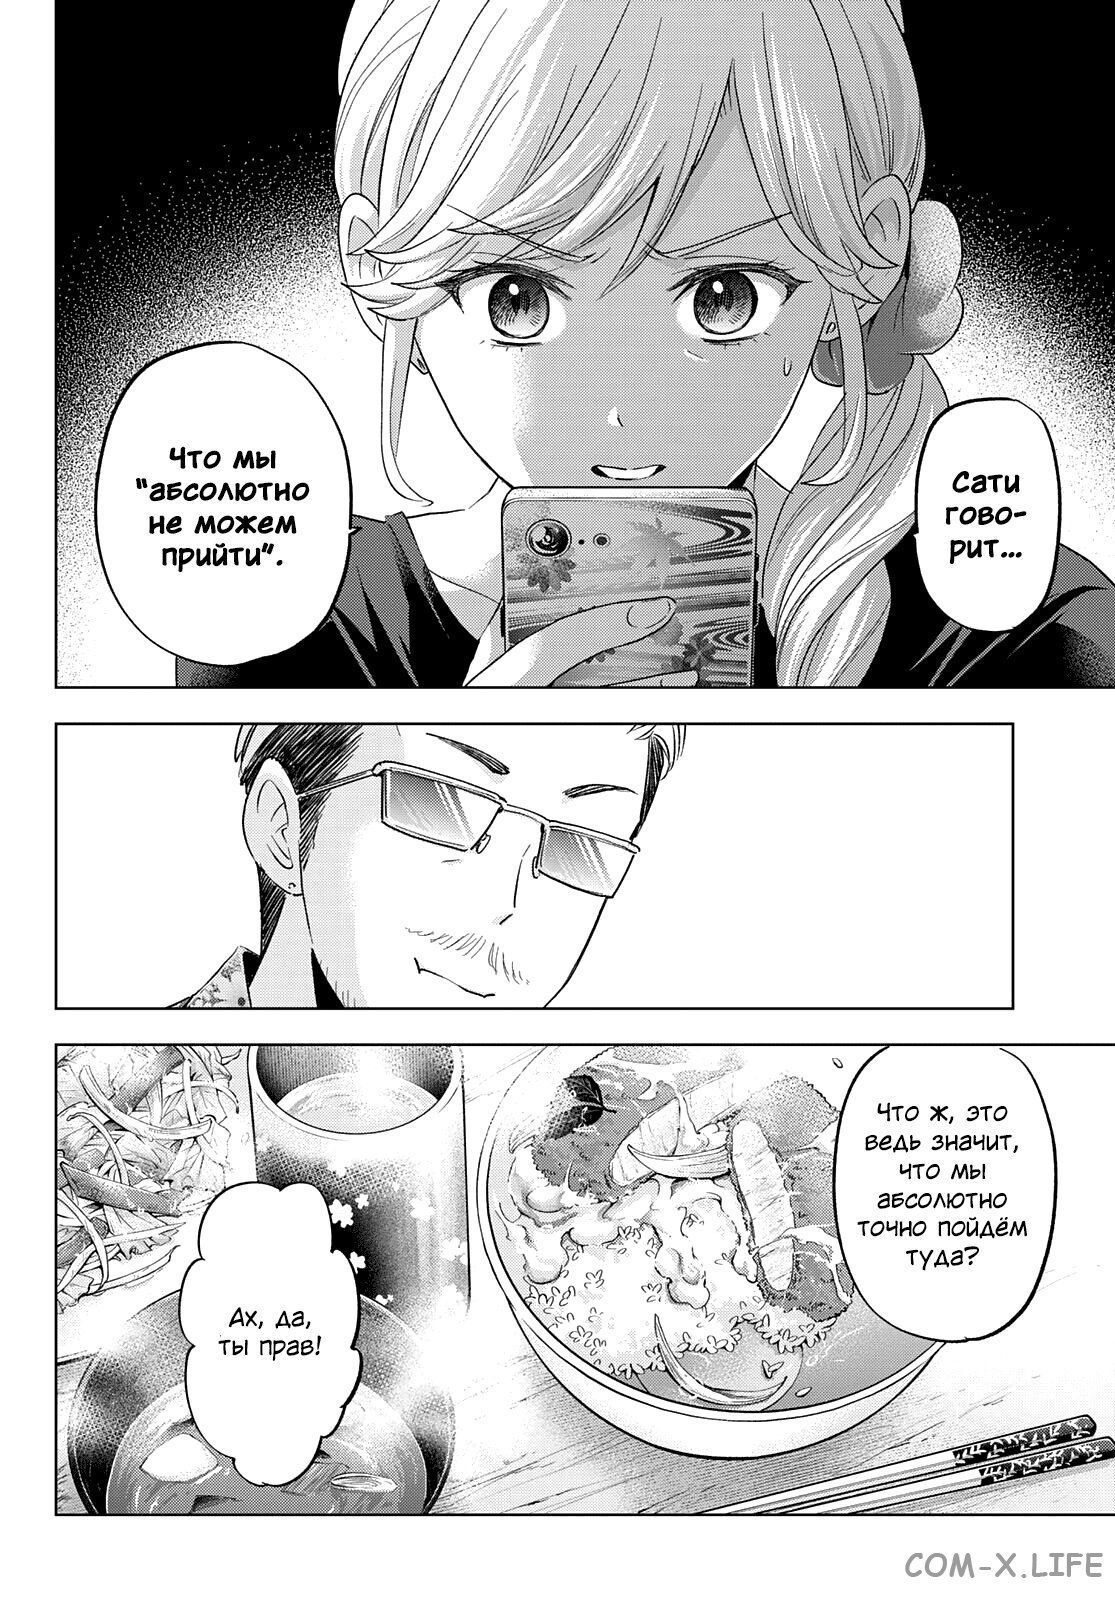 Сати
гово-
рит...
Что мы
"абсолютно
не можем
прийти".
Что ж, это
ведь значит,
что мы
абсолютно
точно пойдём
туда?
Ах, да,
ты прав!
COM-X.LIFE